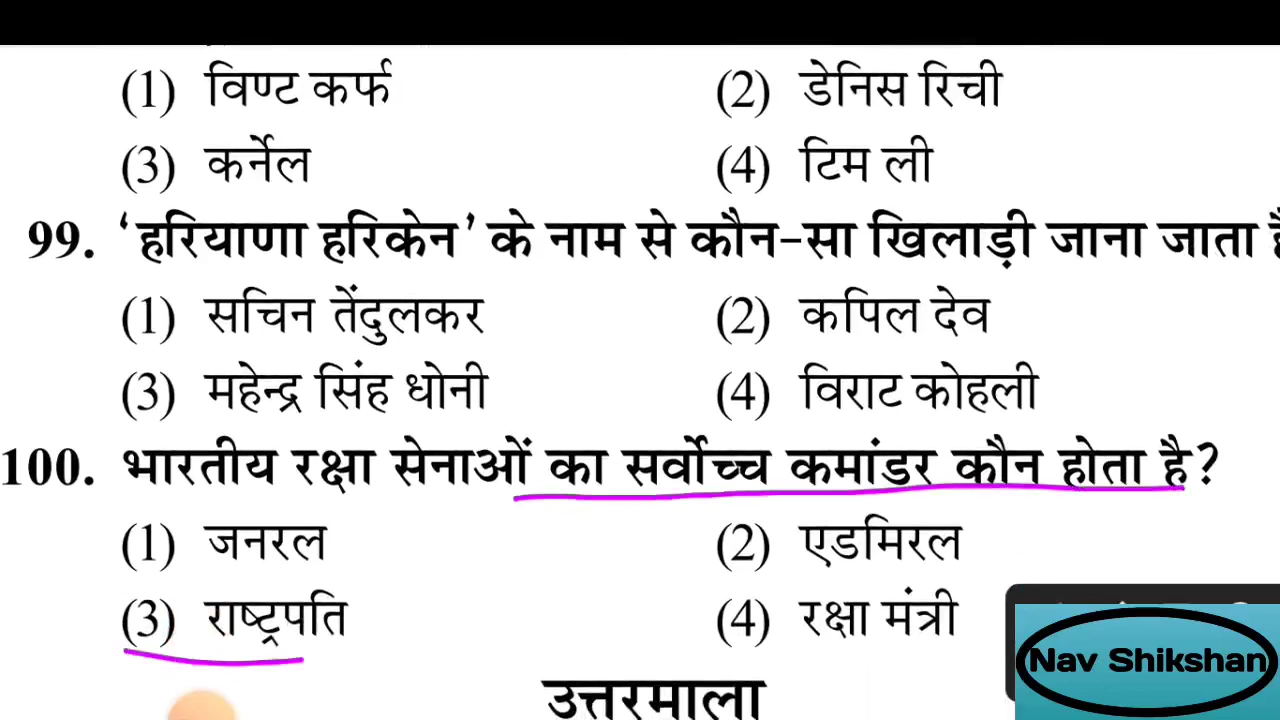 (1) विण्ट कर्फ (2) डेनिस रिची
(3) कर्नेल (4) टिम ली
99. ‘हरियाणा हरिकेन’ के नाम से कौन-सा खिलाड़ी जाना जाता
(1) सचिन तेंदुलकर (2) कपिल देव
(3) महेन्द्र सिंह धोनी (4) विराट कोहली
100. भारतीय रक्षा सेनाओं का सर्वोच्च कमांडर कौन होता है?
(1) जनरल (2) एडमिरल
(3) राष्ट्रपति (4) रक्षा मंत्री
Nav Shikshan
उत्तरमाला